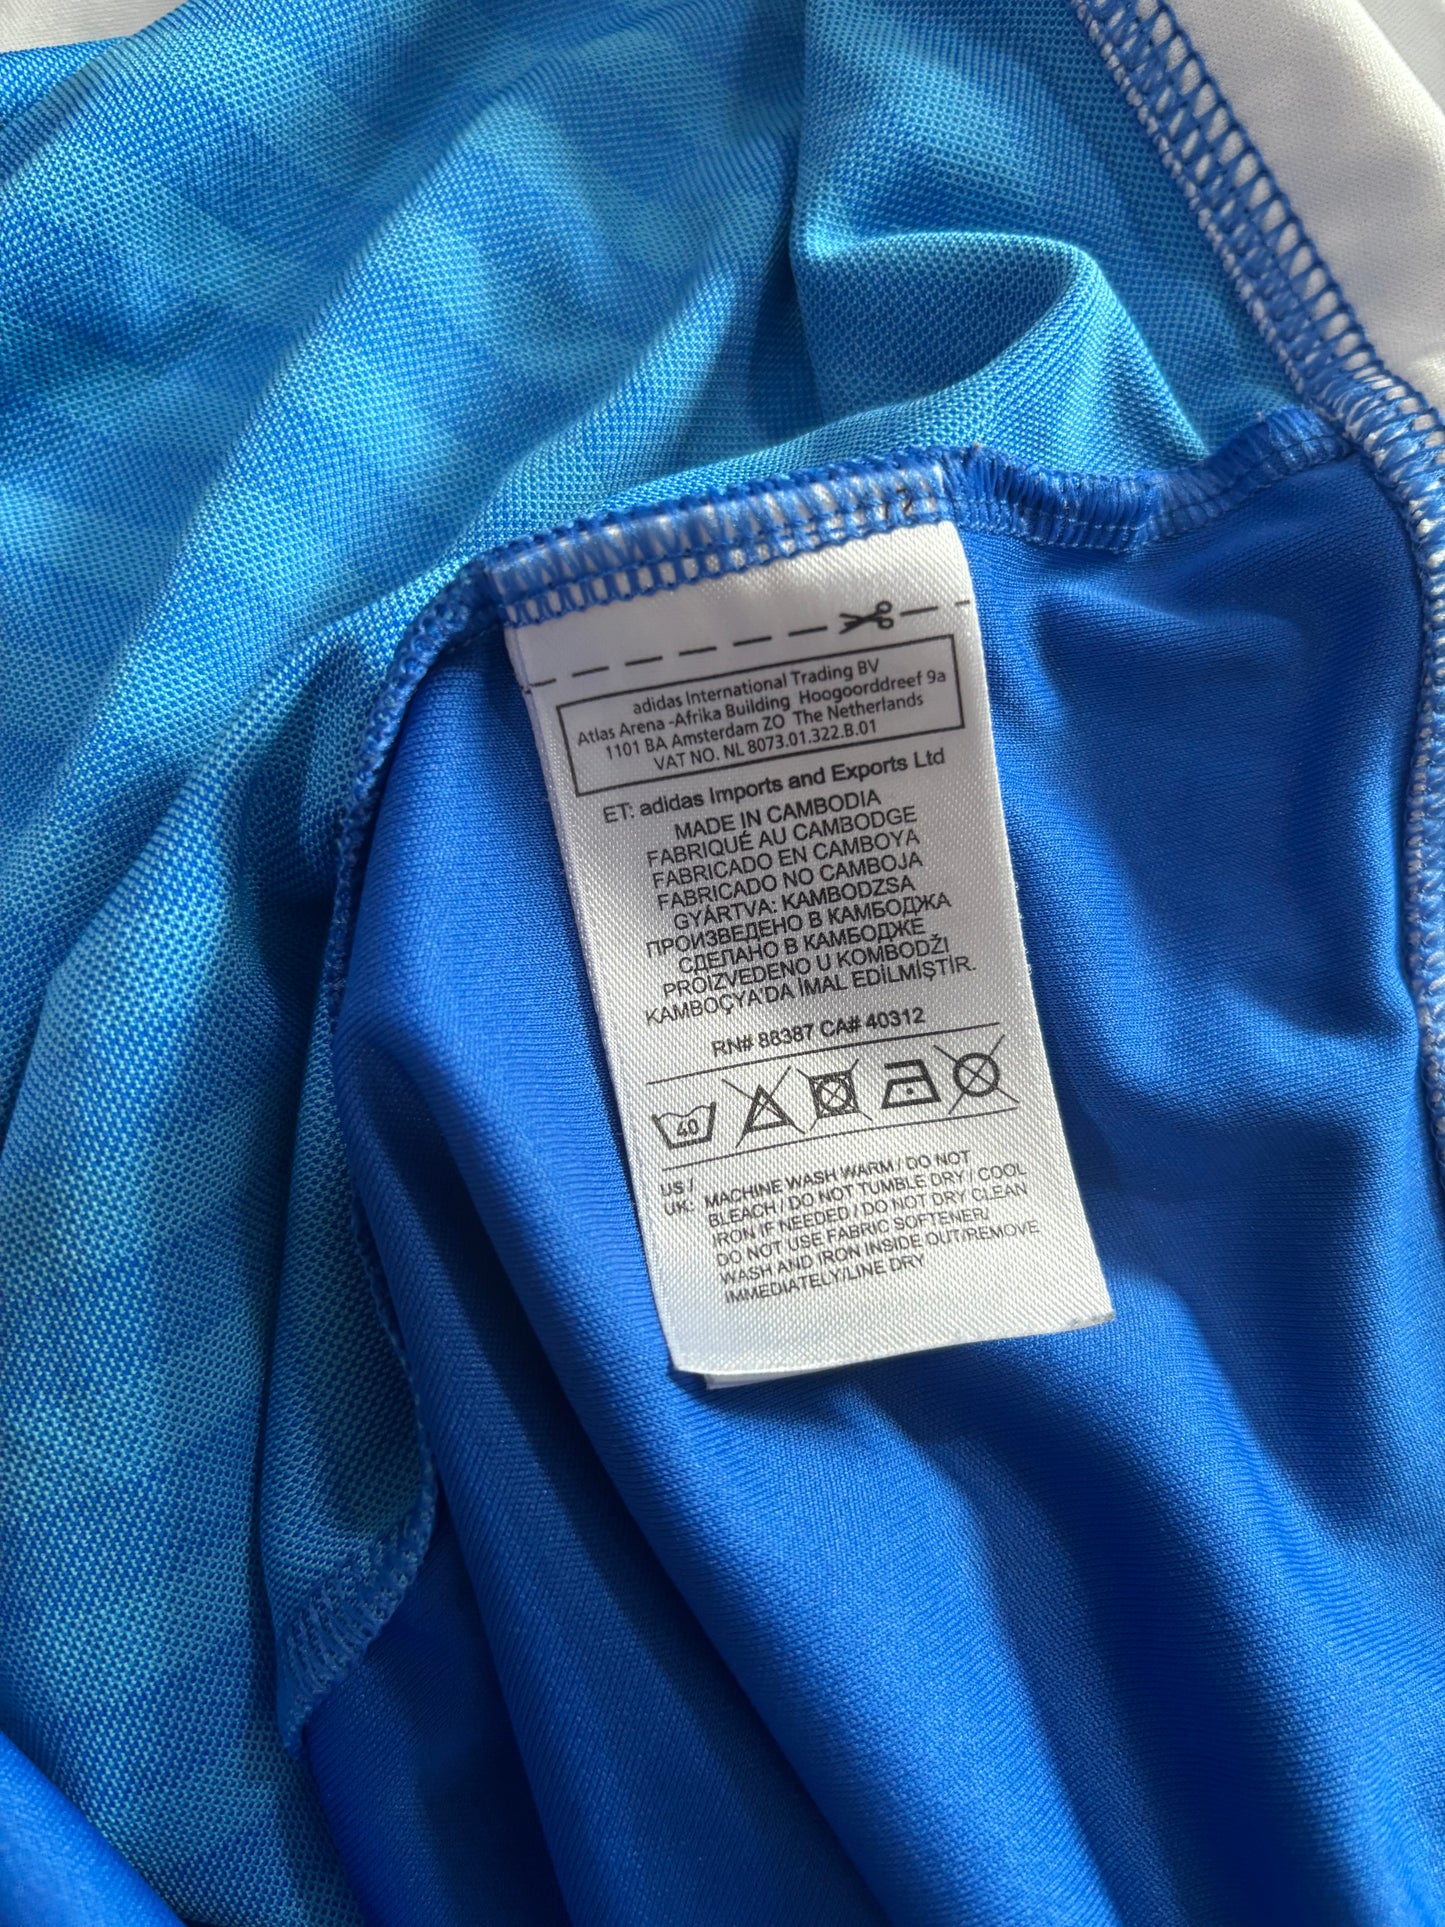 adidas International Trading BV
Atlas Arena -Afrika Building Hoogoorddreef 9a
1101 BA Amsterdam ZO The Netherlands
VAT NO. NL 8073.01.322.B.01
ET: adidas Imports and Exports Ltd
MADE IN CAMBODIA
FABRIQUÉ AU CAMBODGE
FABRICADO EN CAMBOYA
FABRICADO NO CAMBOJA
GYÁRTVA: KAMBODZSA
ПРОИЗВЕДЕНО В КАМБОДЖА
СДЕЛАНО В КАМБОДЖЕ
PROIZVEDENO U KOMBODŽI
KAMBOÇYA'DA İMAL EDİLMİŞTİR.
RN# 88387 CA# 40312
40
US / UK: MACHINE WASH WARM / DO NOT
BLEACH / DO NOT TUMBLE DRY / COOL
IRON IF NEEDED / DO NOT DRY CLEAN
DO NOT USE FABRIC SOFTENER/
WASH AND IRON INSIDE OUT/REMOVE
IMMEDIATELY/LINE DRY